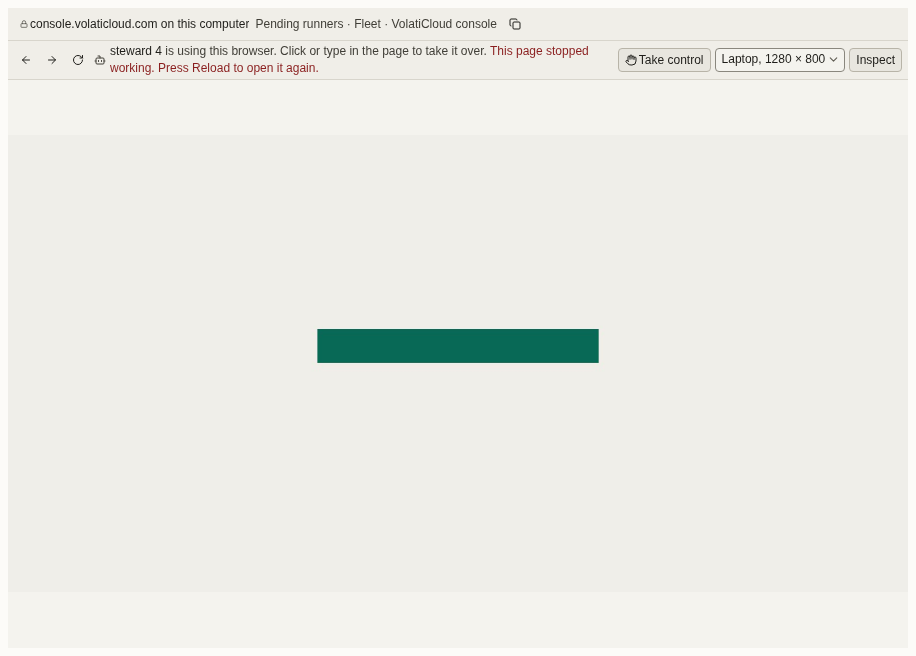 console.volaticloud.com on this computer Pending runners · Fleet · VolatiCloud console
steward 4 is using this browser. Click or type in the page to take it over. This page stopped
working. Press Reload to open it again.
Take control
Laptop, 1280 × 800
Inspect